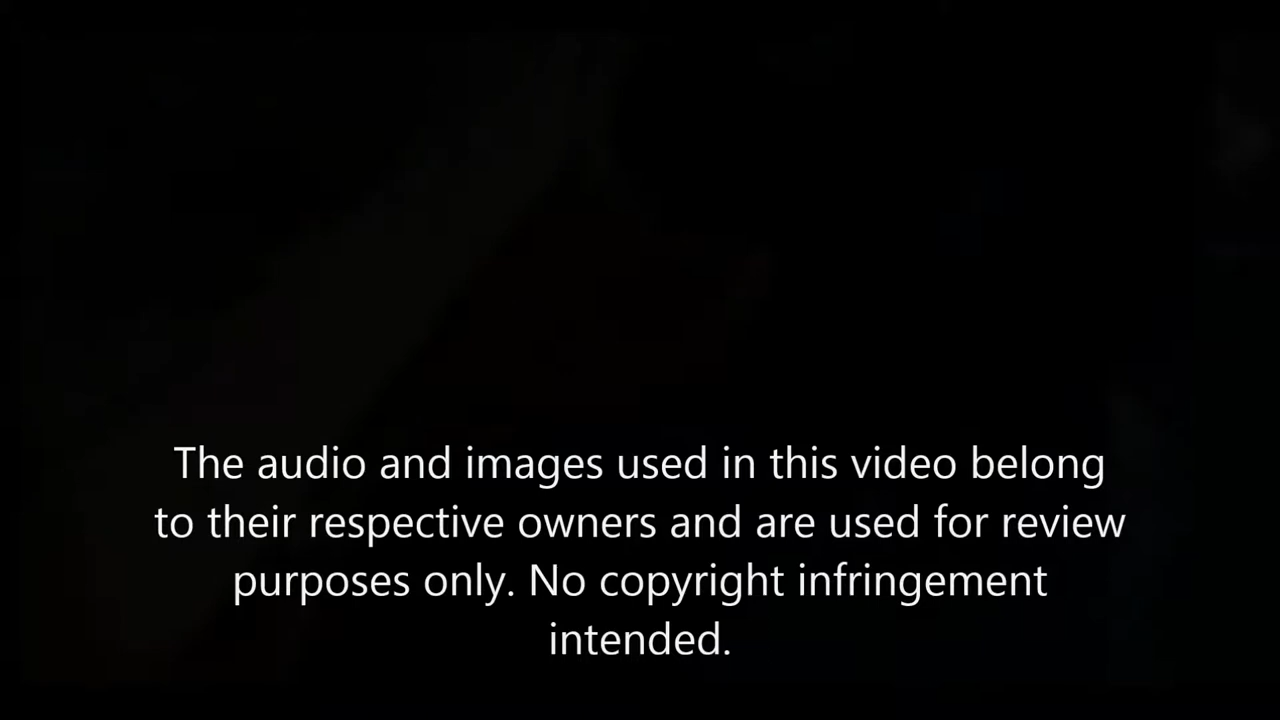 The audio and images used in this video belong
to their respective owners and are used for review
purposes only. No copyright infringement
intended.